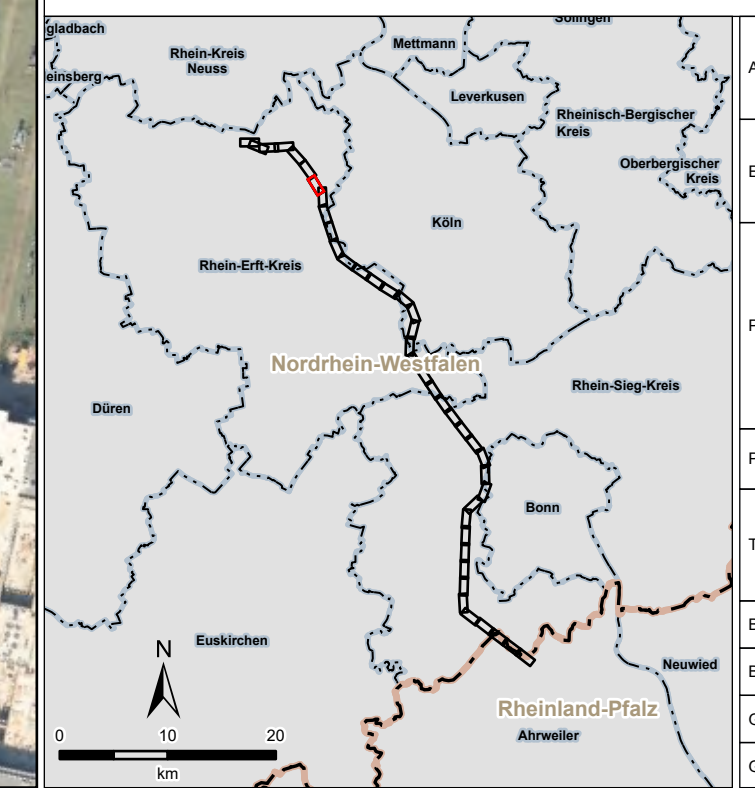 Solingen
gladbach
Mettmann
Rhein-Kreis
Neuss
einsberg
Leverkusen
Rheinisch-Bergischer
Kreis
Oberbergischer
Kreis
Köln
Rhein-Erft-Kreis
Nordrhein-Westfalen
Rhein-Sieg-Kreis
Düren
Bonn
Euskirchen
N
Neuwied
Rheinland-Pfalz
Ahrweiler
0 10 20
km